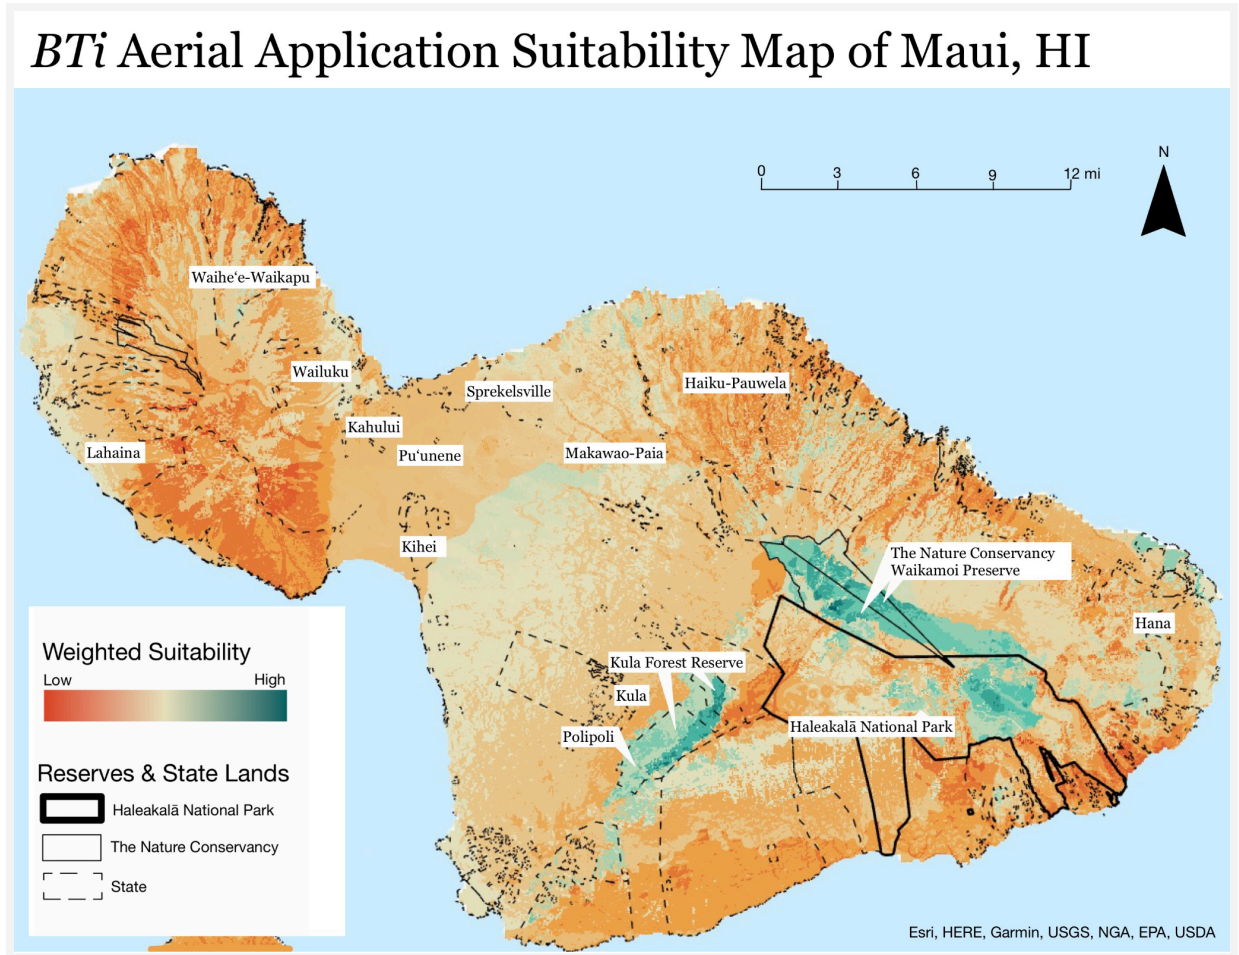 BTi Aerial Application Suitability Map of Maui, HI
N
0 3 6 9 12 mi
Waiheʻe-Waikapu
Wailuku
Sprekelsville
Haiku-Pauwela
Kahului
Lahaina
Puʻunene
Makawao-Paia
Kihei
The Nature Conservancy
Waikamoi Preserve
Hana
Kula Forest Reserve
Kula
Polipoli
Haleakalā National Park
Weighted Suitability
Low High
Reserves & State Lands
Haleakalā National Park
The Nature Conservancy
State
Esri, HERE, Garmin, USGS, NGA, EPA, USDA